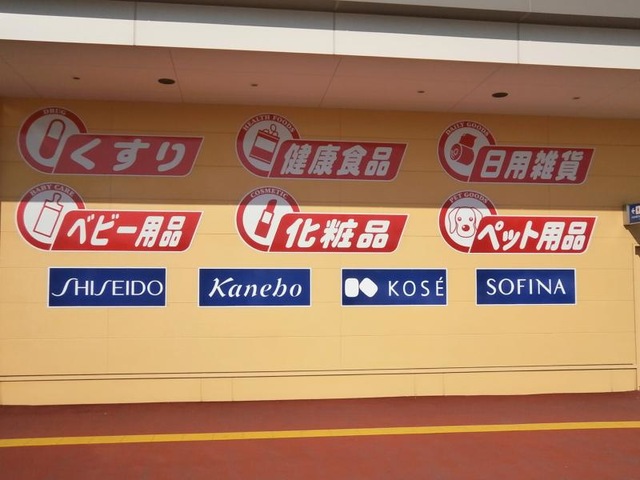 DRUG
くすり
HEALTH FOODS
健康食品
DAILY GOODS
日用雑貨
BABY CARE
ベビー用品
COSMETIC
化粧品
PET GOODS
ペット用品
SHISEIDO
Kanebo
KOSÉ
SOFINA